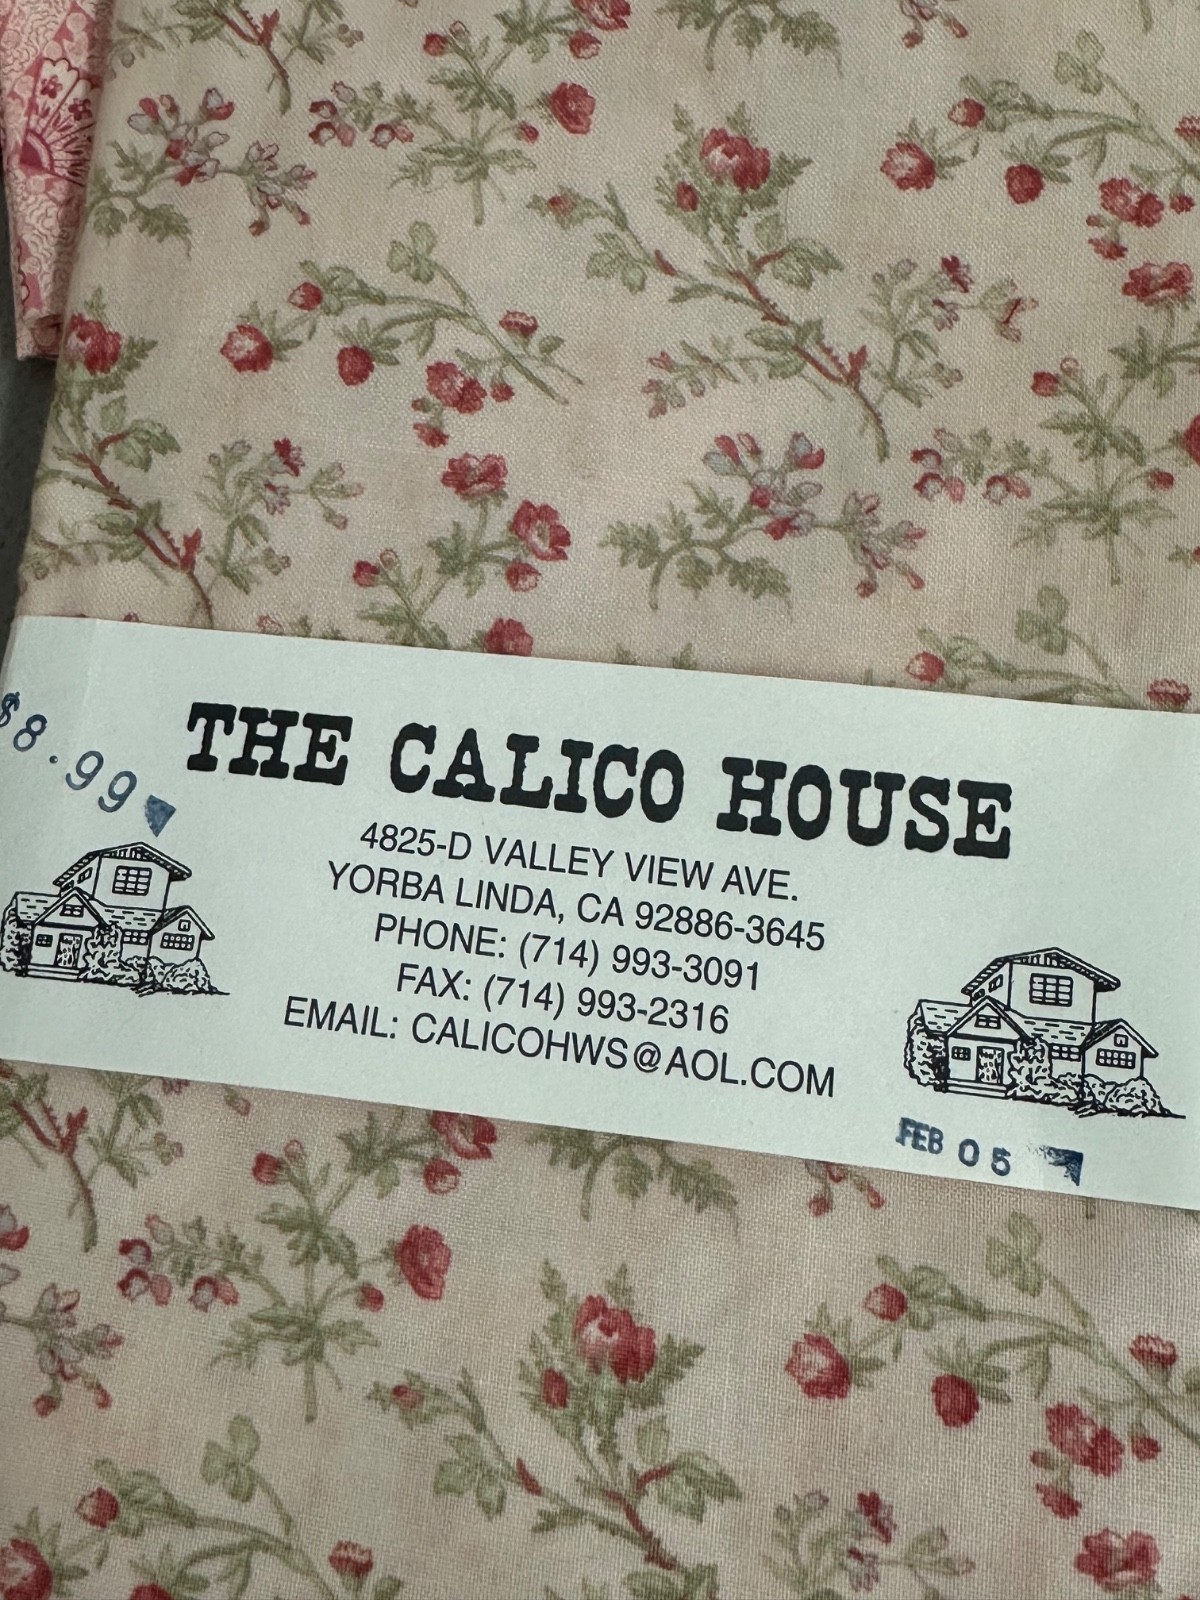 $8.99
THE CALICO HOUSE
4825-D VALLEY VIEW AVE.
YORBA LINDA, CA 92886-3645
PHONE: (714) 993-3091
FAX: (714) 993-2316
EMAIL: CALICOHWS@AOL.COM
FEB 05